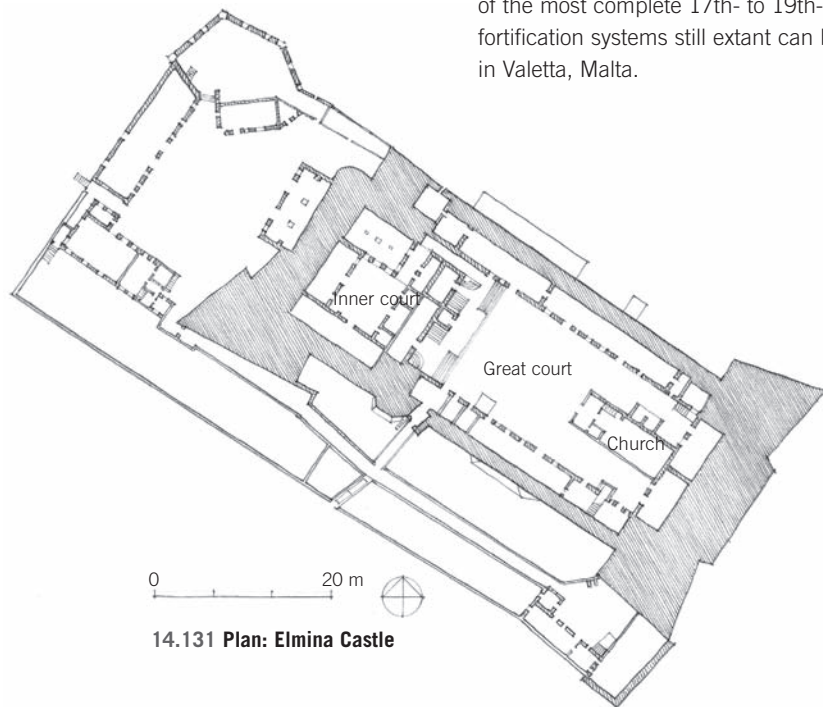 of the most complete 17th- to 19th-
fortification systems still extant can
in Valetta, Malta.
Inner court
Great court
Church
0 20 m
14.131 Plan: Elmina Castle